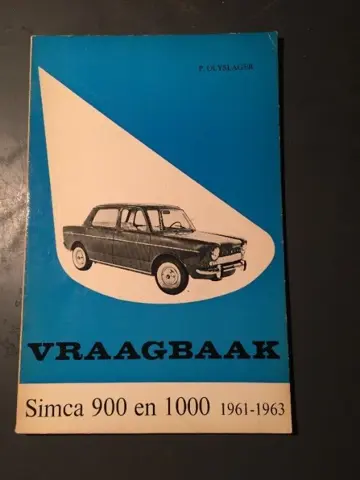 P. OLYSLAGER
VRAAGBAAK
Simca 900 en 1000 1961-1963